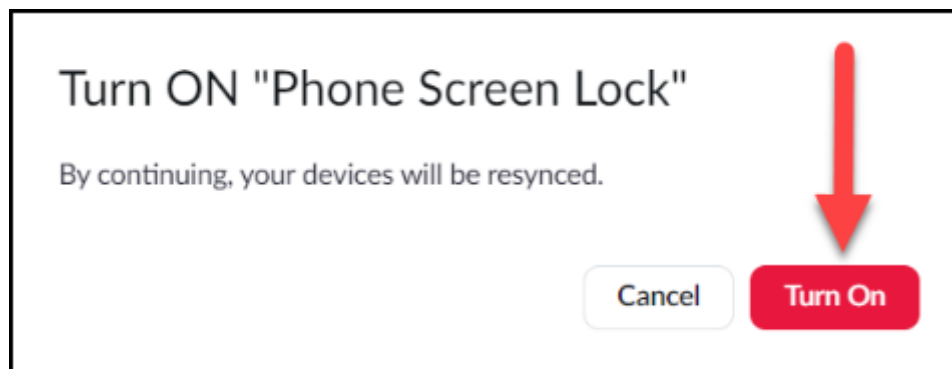 Turn ON "Phone Screen Lock"
By continuing, your devices will be resynced.
Cancel
Turn On